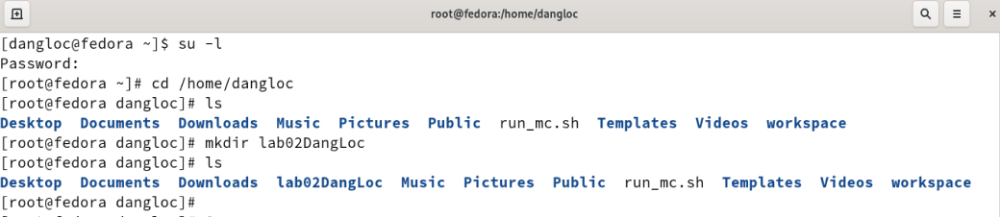 root@fedora:/home/dangloc
[dangloc@fedora ~]$ su -l
Password:
[root@fedora ~]# cd /home/dangloc
[root@fedora dangloc]# ls
Desktop Documents Downloads Music Pictures Public run_mc.sh Templates Videos workspace
[root@fedora dangloc]# mkdir lab02DangLoc
[root@fedora dangloc]# ls
Desktop Documents Downloads lab02DangLoc Music Pictures Public run_mc.sh Templates Videos workspace
[root@fedora dangloc]#